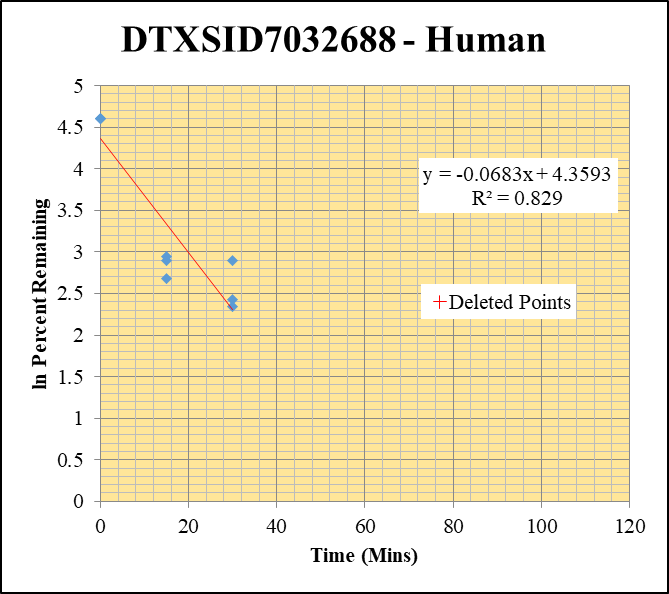 DTXSID7032688 - Human
5
4.5
4
3.5
3
2.5
2
1.5
1
0.5
0
ln Percent Remaining
y = -0.0683x + 4.3593
R² = 0.829
+Deleted Points
0 20 40 60 80 100 120
Time (Mins)